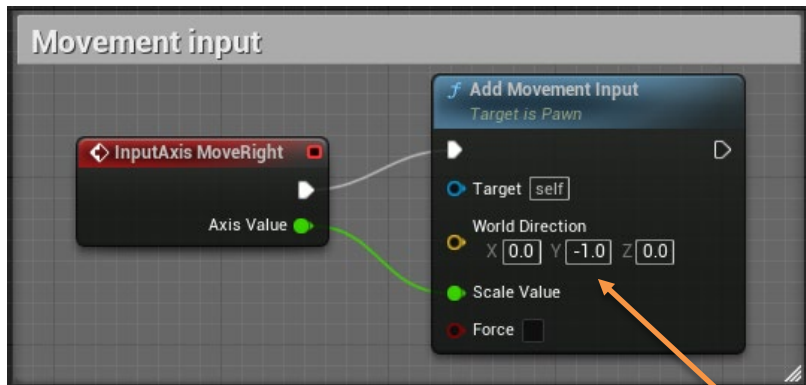 Movement input
f Add Movement Input
Target is Pawn
InputAxis MoveRight
Target self
Axis Value
World Direction
X 0.0 Y -1.0 Z 0.0
Scale Value
Force